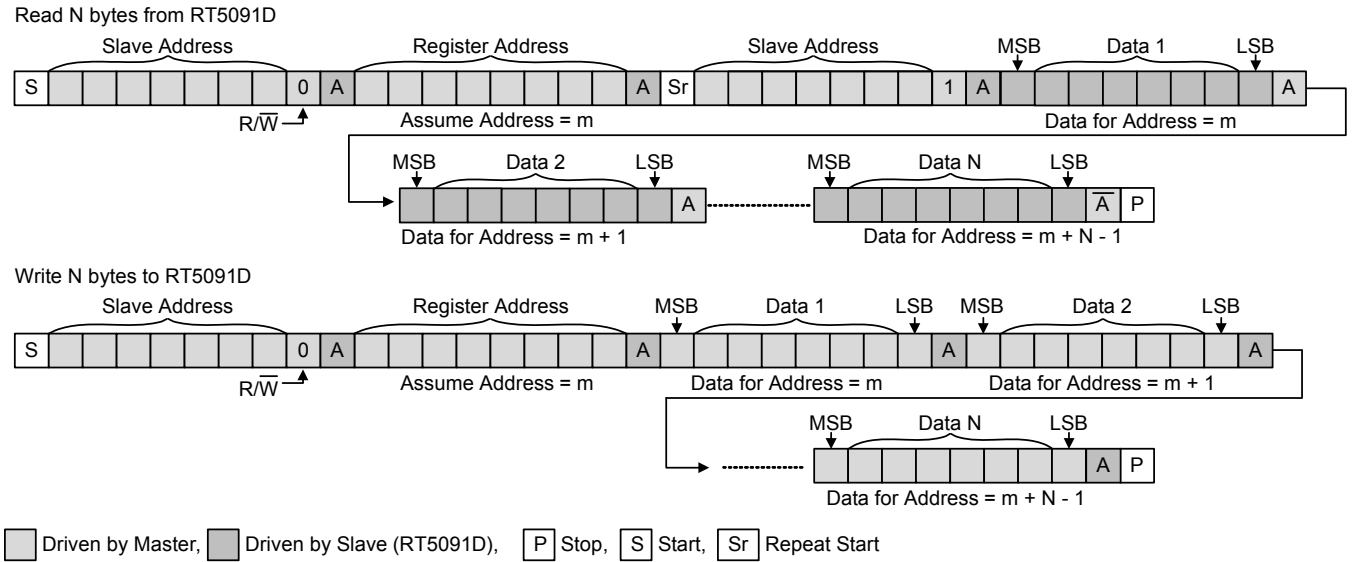 Read N bytes from RT5091D
Slave Address Register Address Slave Address MSB Data 1 LSB
S 0 A A Sr 1 A A
R/W̅ Assume Address = m Data for Address = m
MSB Data 2 LSB MSB Data N LSB
A A̅ P
Data for Address = m + 1 Data for Address = m + N - 1
Write N bytes to RT5091D
Slave Address Register Address MSB Data 1 LSB MSB Data 2 LSB
S 0 A A A A
R/W̅ Assume Address = m Data for Address = m Data for Address = m + 1
MSB Data N LSB
A P
Data for Address = m + N - 1
Driven by Master, Driven by Slave (RT5091D), P Stop, S Start, Sr Repeat Start